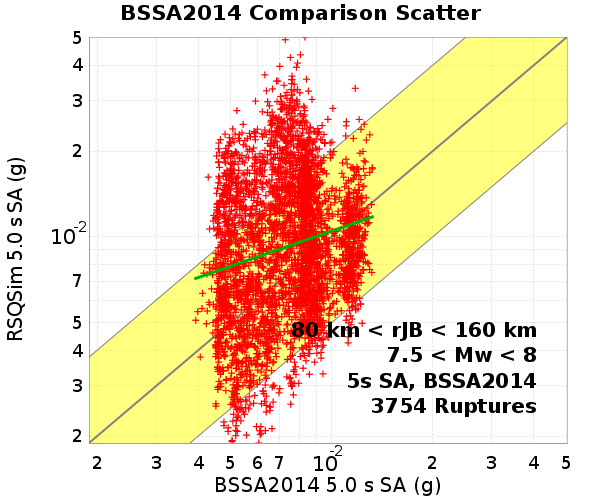 BSSA2014 Comparison Scatter
RSQSim 5.0 s SA (g)
5
4
3
2
10^-2
7
5
4
3
2
80 km < rJB < 160 km
7.5 < Mw < 8
5s SA, BSSA2014
3754 Ruptures
2 3 4 5 6 7 10^-2 2 3 4 5
BSSA2014 5.0 s SA (g)